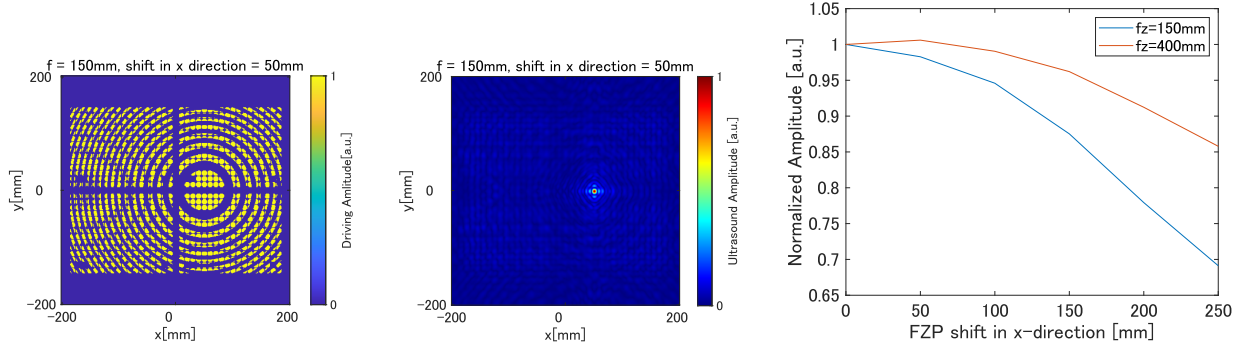 f = 150mm, shift in x direction = 50mm
200
0
-200
y[mm]
-200
0
200
x[mm]
1
0
Driving Amlitude[a.u.]
f = 150mm, shift in x direction = 50mm
200
0
-200
y[mm]
-200
0
200
x[mm]
1
0
Ultrasound Amplitude [a.u.]
1.05
1
0.95
0.9
0.85
0.8
0.75
0.7
0.65
Normalized Amplitude [a.u.]
0
50
100
150
200
250
FZP shift in x-direction [mm]
fz=150mm
fz=400mm